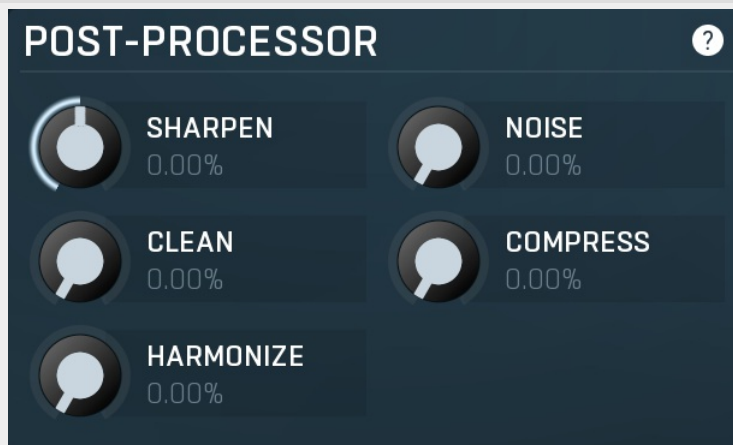 POST-PROCESSOR
?
SHARPEN
0.00%
NOISE
0.00%
CLEAN
0.00%
COMPRESS
0.00%
HARMONIZE
0.00%